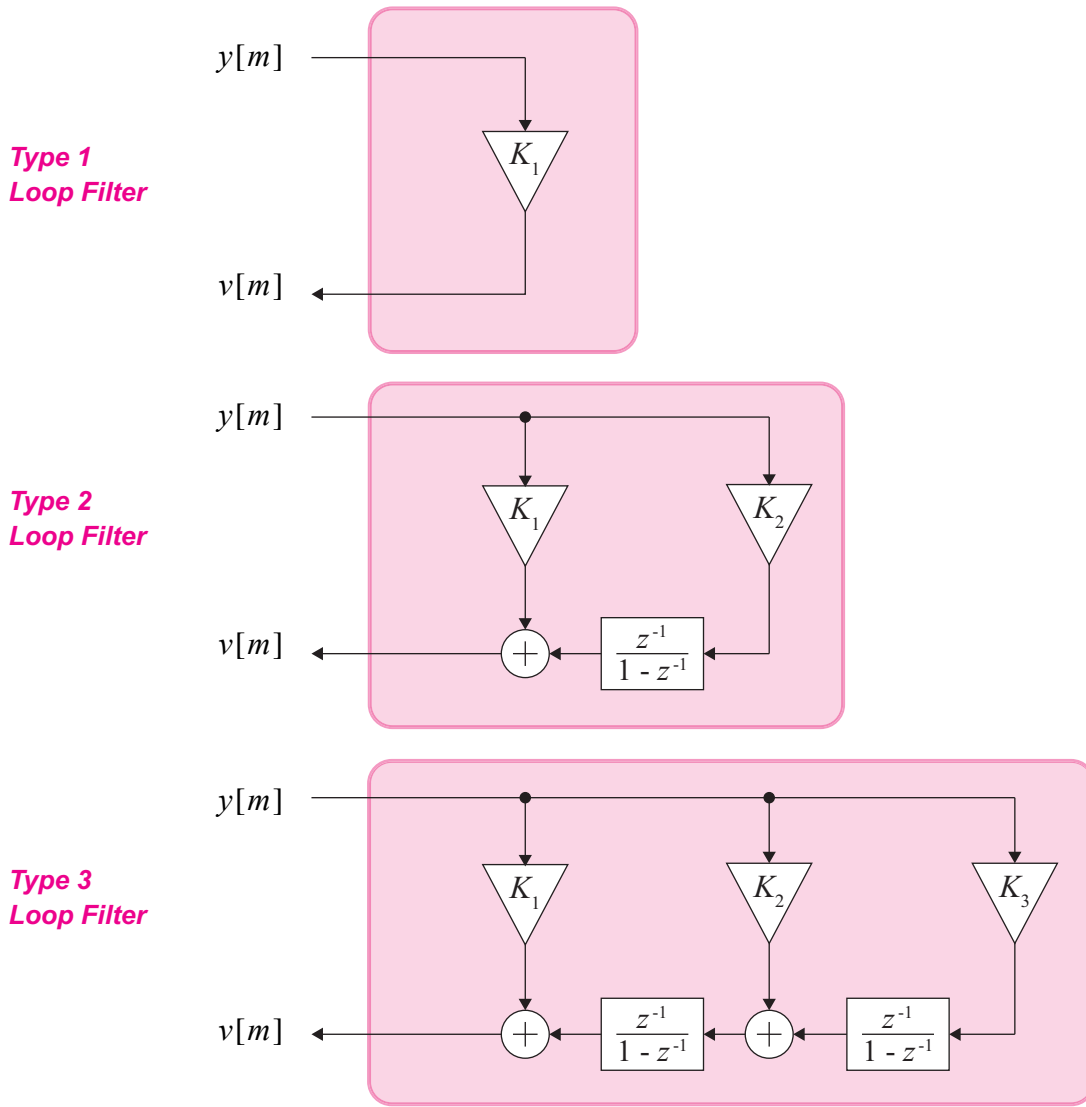 y[m]
K₁
Type 1
Loop Filter
v[m]
y[m]
K₁
K₂
Type 2
Loop Filter
v[m]
+
z⁻¹
1 - z⁻¹
y[m]
K₁
K₂
K₃
Type 3
Loop Filter
v[m]
+
z⁻¹
1 - z⁻¹
+
z⁻¹
1 - z⁻¹